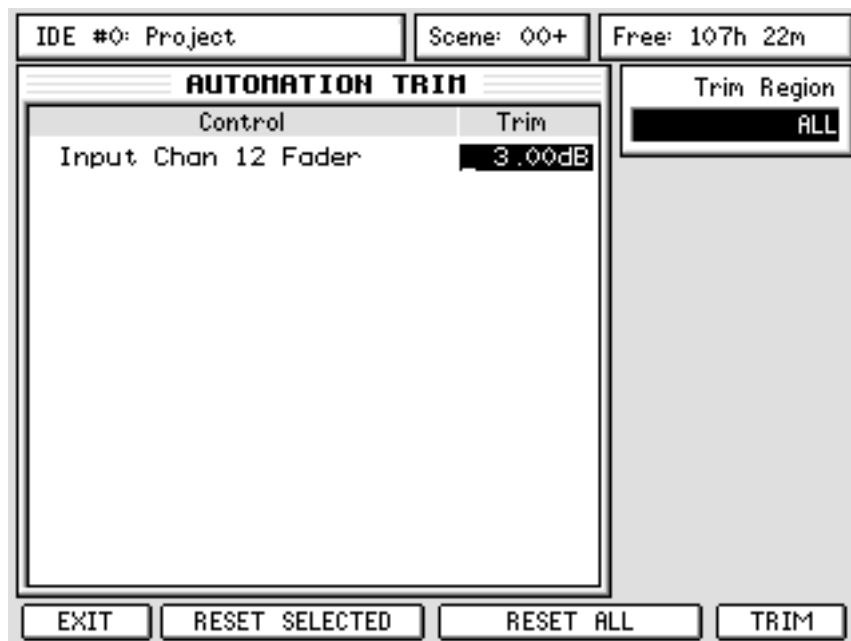 IDE #0: Project
Scene: 00+
Free: 107h 22m
AUTOMATION TRIM
Control Trim
Input Chan 12 Fader _ 3.00dB
Trim Region
ALL
EXIT
RESET SELECTED
RESET ALL
TRIM